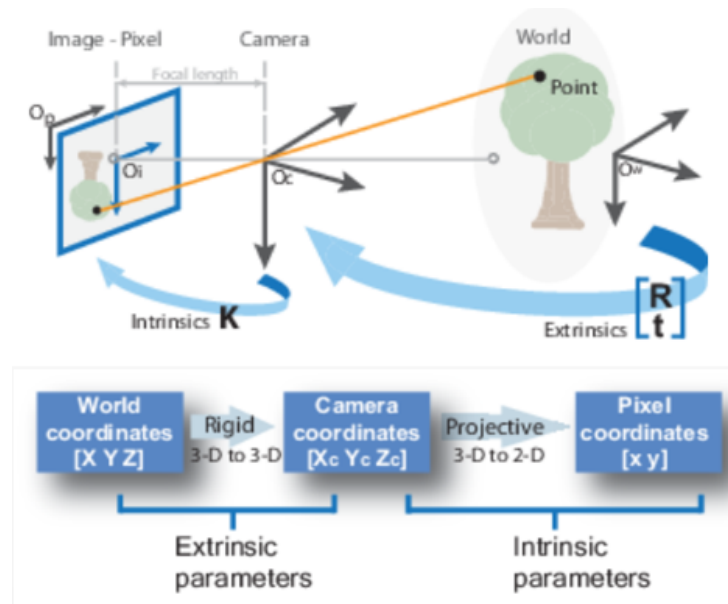 Image - Pixel
Camera
World
Focal length
Point
Op
Oi
Oc
Ow
Intrinsics K
Extrinsics [R
t]
World
coordinates
[X Y Z]
Rigid
3-D to 3-D
Camera
coordinates
[Xc Yc Zc]
Projective
3-D to 2-D
Pixel
coordinates
[x y]
Extrinsic
parameters
Intrinsic
parameters